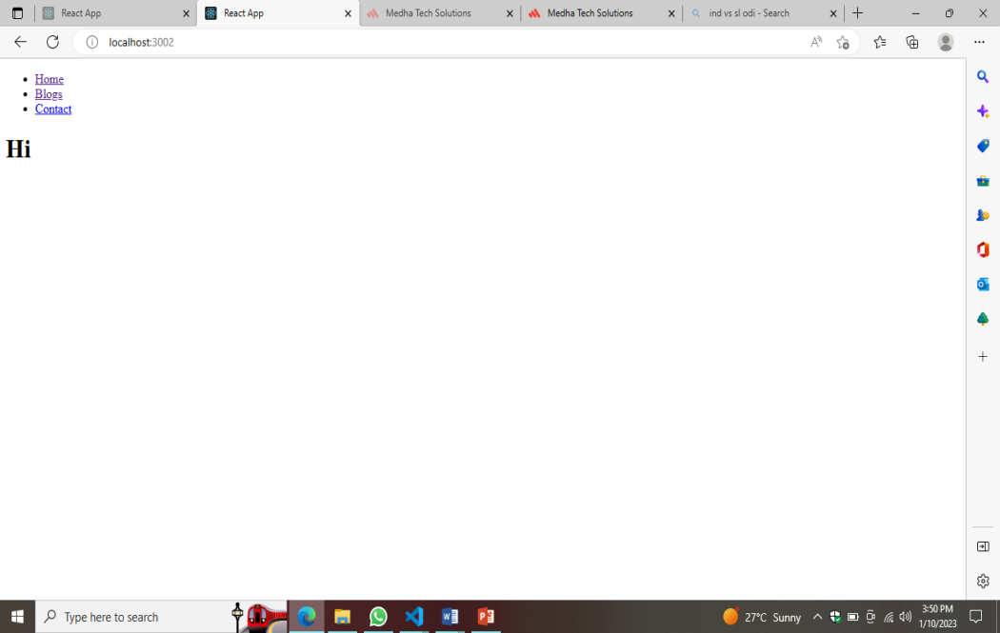 React App
React App
Medha Tech Solutions
Medha Tech Solutions
ind vs sl odi - Search
localhost:3002
Home
Blogs
Contact
Hi
Type here to search
27°C Sunny
3:50 PM
1/10/2023